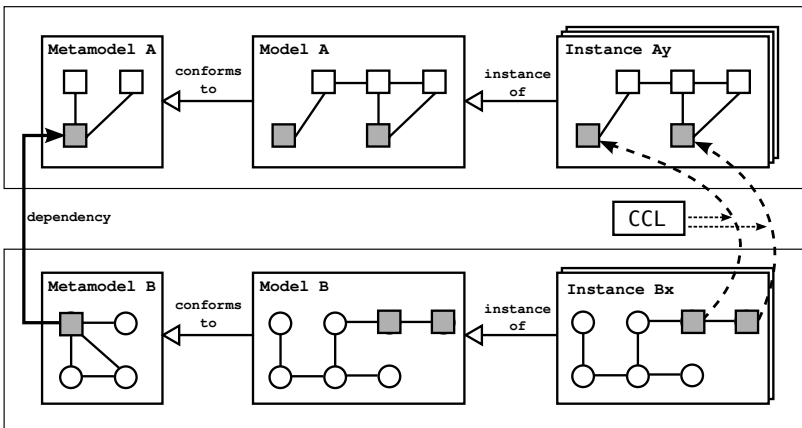 Metamodel A
Model A
Instance Ay
conforms
to
instance
of
dependency
CCL
Metamodel B
Model B
Instance Bx
conforms
to
instance
of